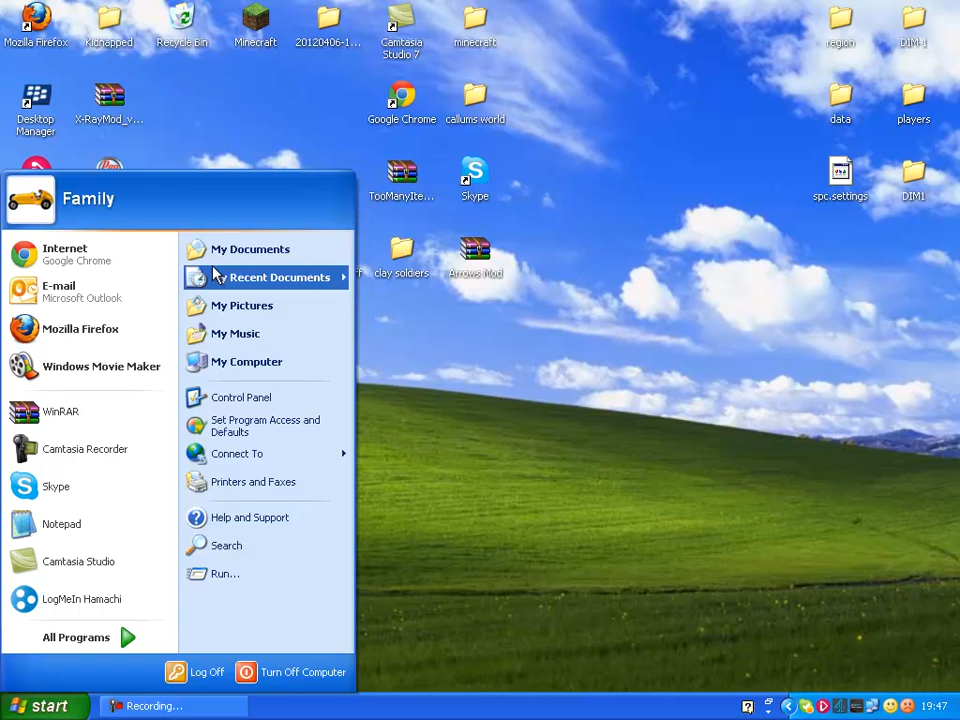 Mozilla Firefox
Kidnapped
Recycle Bin
Minecraft
20120406-1...
Camtasia
Studio 7
minecraft
region
DIM-1
Desktop
Manager
X-RayMod_v...
Google Chrome
callums world
data
players
TooManyIte...
Skype
spc.settings
DIM1
clay soldiers
Arrows Mod
Family
Internet
Google Chrome
E-mail
Microsoft Outlook
Mozilla Firefox
Windows Movie Maker
WinRAR
Camtasia Recorder
Skype
Notepad
Camtasia Studio
LogMeIn Hamachi
All Programs
My Documents
Recent Documents
My Pictures
My Music
My Computer
Control Panel
Set Program Access and
Defaults
Connect To
Printers and Faxes
Help and Support
Search
Run...
Log Off
Turn Off Computer
start
Recording...
19:47